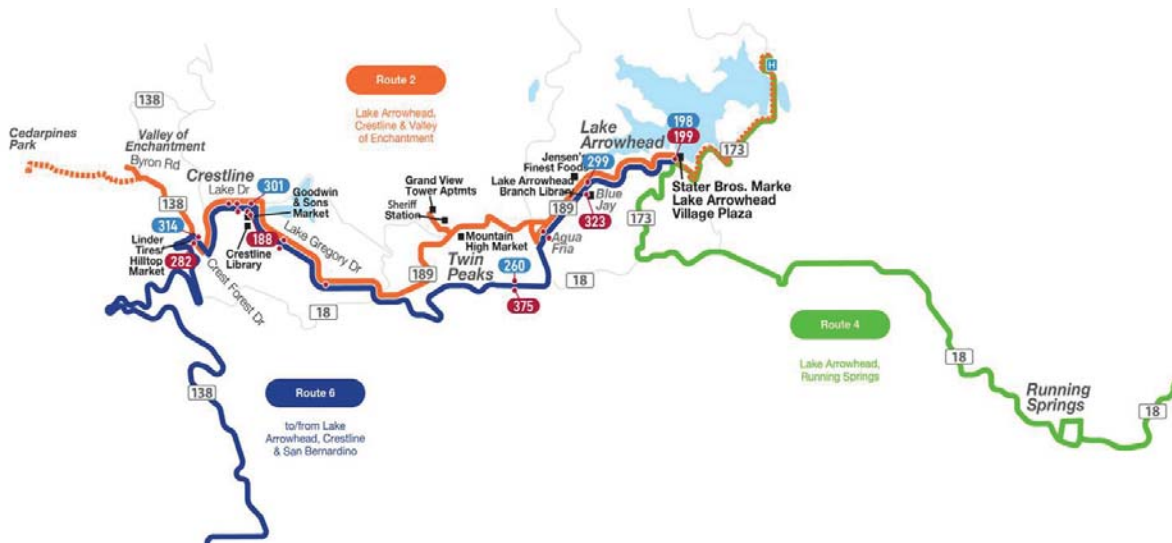 138
Route 2
Lake Arrowhead,
Crestline & Valley
of Enchantment
H
Cedarpines
Park
Valley of
Enchantment
Byron Rd
138
Crestline
Lake Dr
301
Goodwin
& Sons
Market
314
Linder
Tires/
Hilltop
Market
282
Crestline
Library
188
Crest Forest Dr
Lake Gregory Dr
18
Grand View
Tower Aptmts
Sheriff
Station
Mountain
High Market
Twin
Peaks
189
260
375
18
Lake
Arrowhead
198
199
Jensen'
Finest Food
299
Lake Arrowhead
Branch Library
Blue
Jay
189
323
Agua
Fria
173
Stater Bros. Marke
Lake Arrowhead
Village Plaza
173
Route 4
Lake Arrowhead,
Running Springs
18
Running
Springs
18
138
Route 6
to/from Lake
Arrowhead, Crestline
& San Bernardino